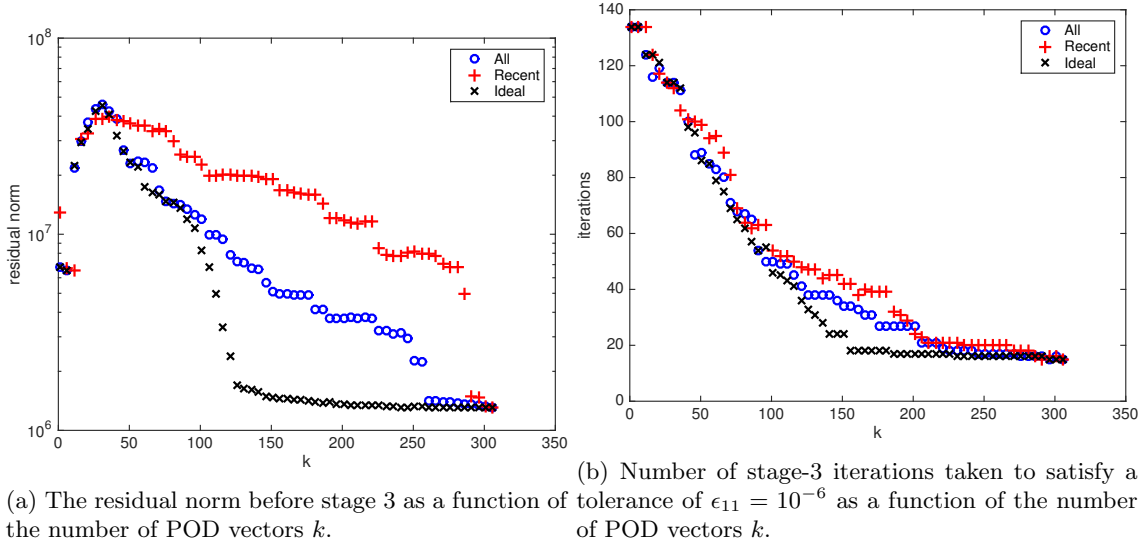 10^8
10^7
10^6
residual norm
0 50 100 150 200 250 300 350
k
All
Recent
Ideal
140
120
100
80
60
40
20
0
iterations
0 50 100 150 200 250 300 350
k
All
Recent
Ideal
(a) The residual norm before stage 3 as a function of
the number of POD vectors k.
(b) Number of stage-3 iterations taken to satisfy a
tolerance of ϵ₁₁ = 10⁻⁶ as a function of the number
of POD vectors k.